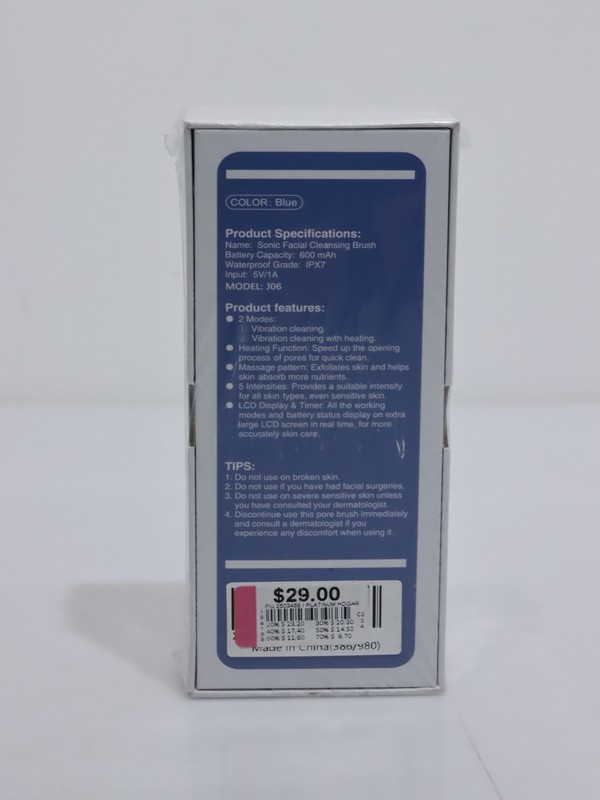 COLOR: Blue
Product Specifications:
Name: Sonic Facial Cleansing Brush
Battery Capacity: 600 mAh
Waterproof Grade: IPX7
Input: 5V/1A
MODEL: J06
Product features:
● 2 Modes:
① Vibration cleaning.
② Vibration cleaning with heating.
● Heating Function: Speed up the opening
process of pores for quick clean.
● Massage pattern: Exfoliates skin and helps
skin absorb more nutrients.
● 5 Intensities: Provides a suitable intensity
for all skin types, even sensitive skin.
● LCD Display & Timer: All the working
modes and battery status display on extra
large LCD screen in real time, for more
accurately skin care.
TIPS:
1. Do not use on broken skin.
2. Do not use if you have had facial surgeries.
3. Do not use on severe sensitive skin unless
you have consulted your dermatologist.
4. Discontinue use this pore brush immediately
and consult a dermatologist if you
experience any discomfort when using it.
$29.00
PIU 2503486 / PLATINUM HOGAR
20% $ 23.20 30% $ 20.30
40% $ 17.40 50% $ 14.50
60% $ 11.60 70% $ 8.70
Made in China(386/980)